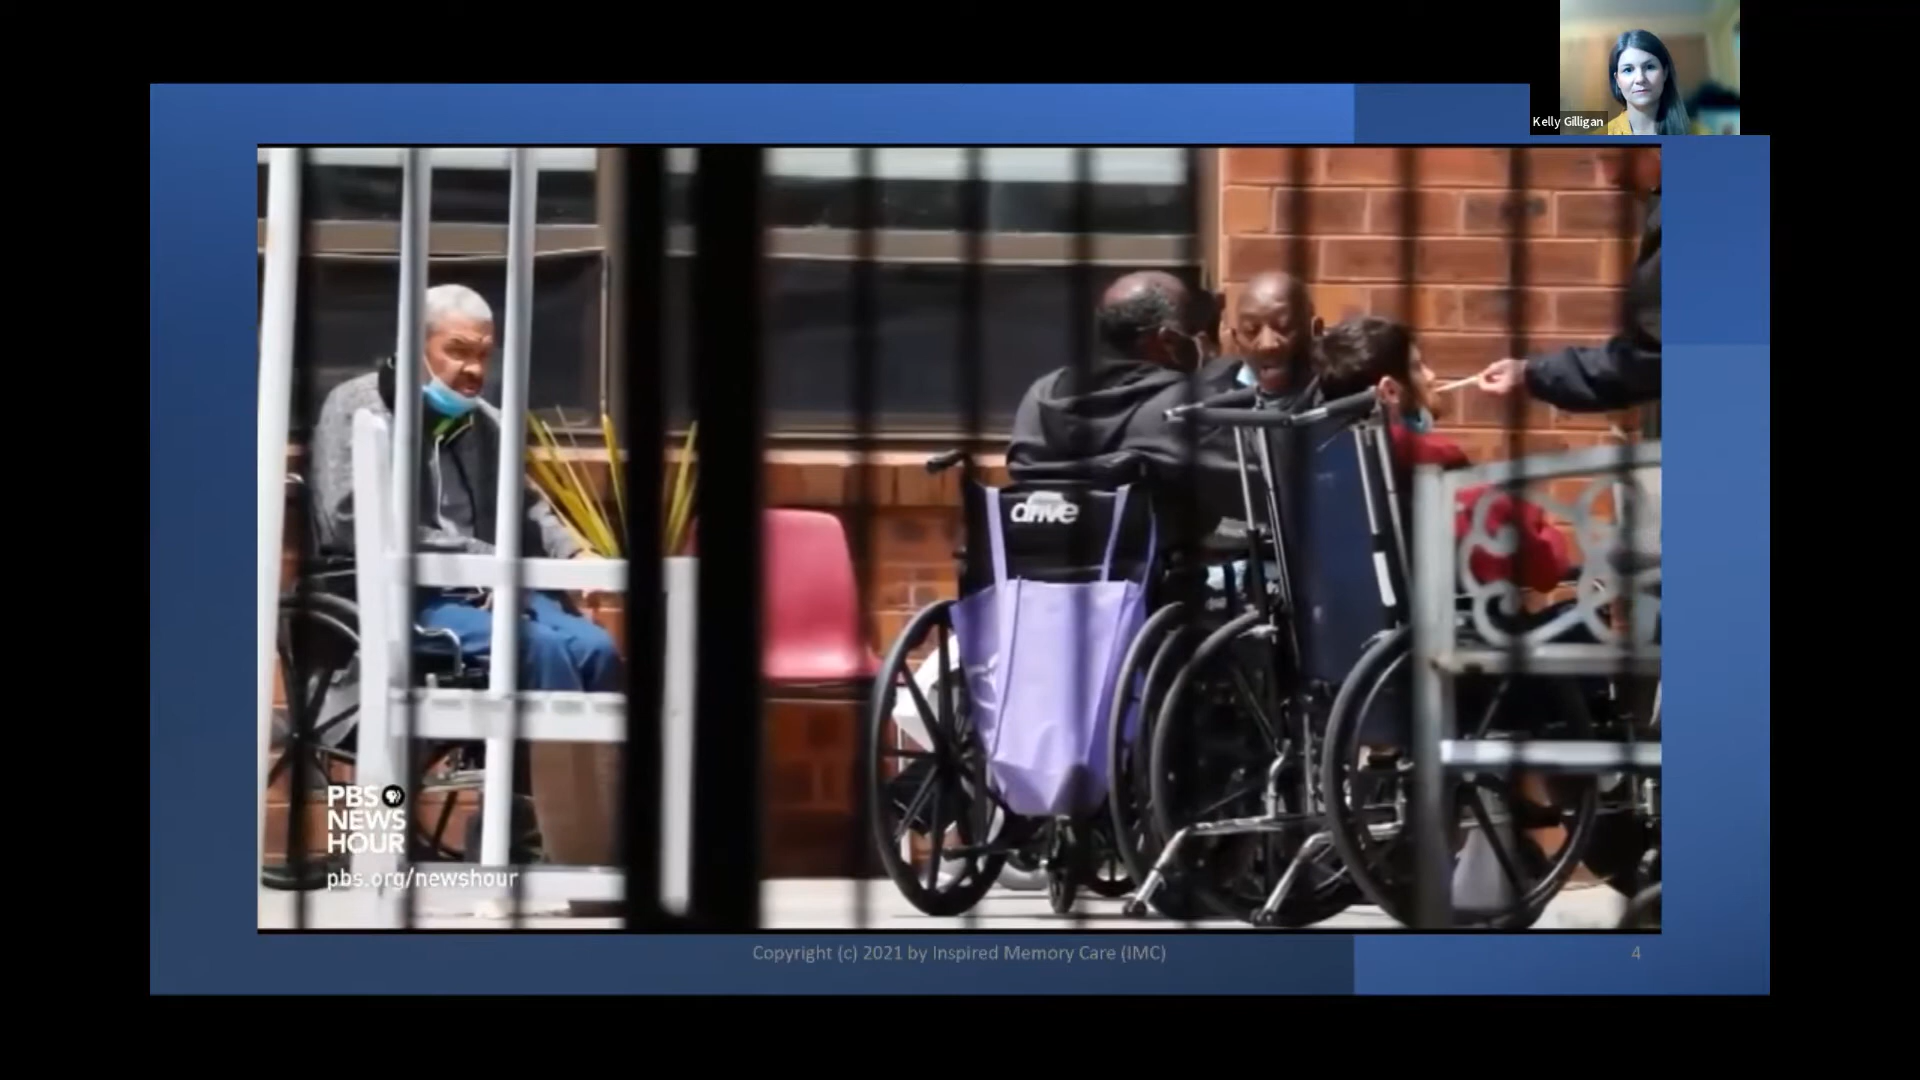 Kelly Gilligan
drive
PBS
NEWS
HOUR
pbs.org/newshour
Copyright (c) 2021 by Inspired Memory Care (IMC)
4